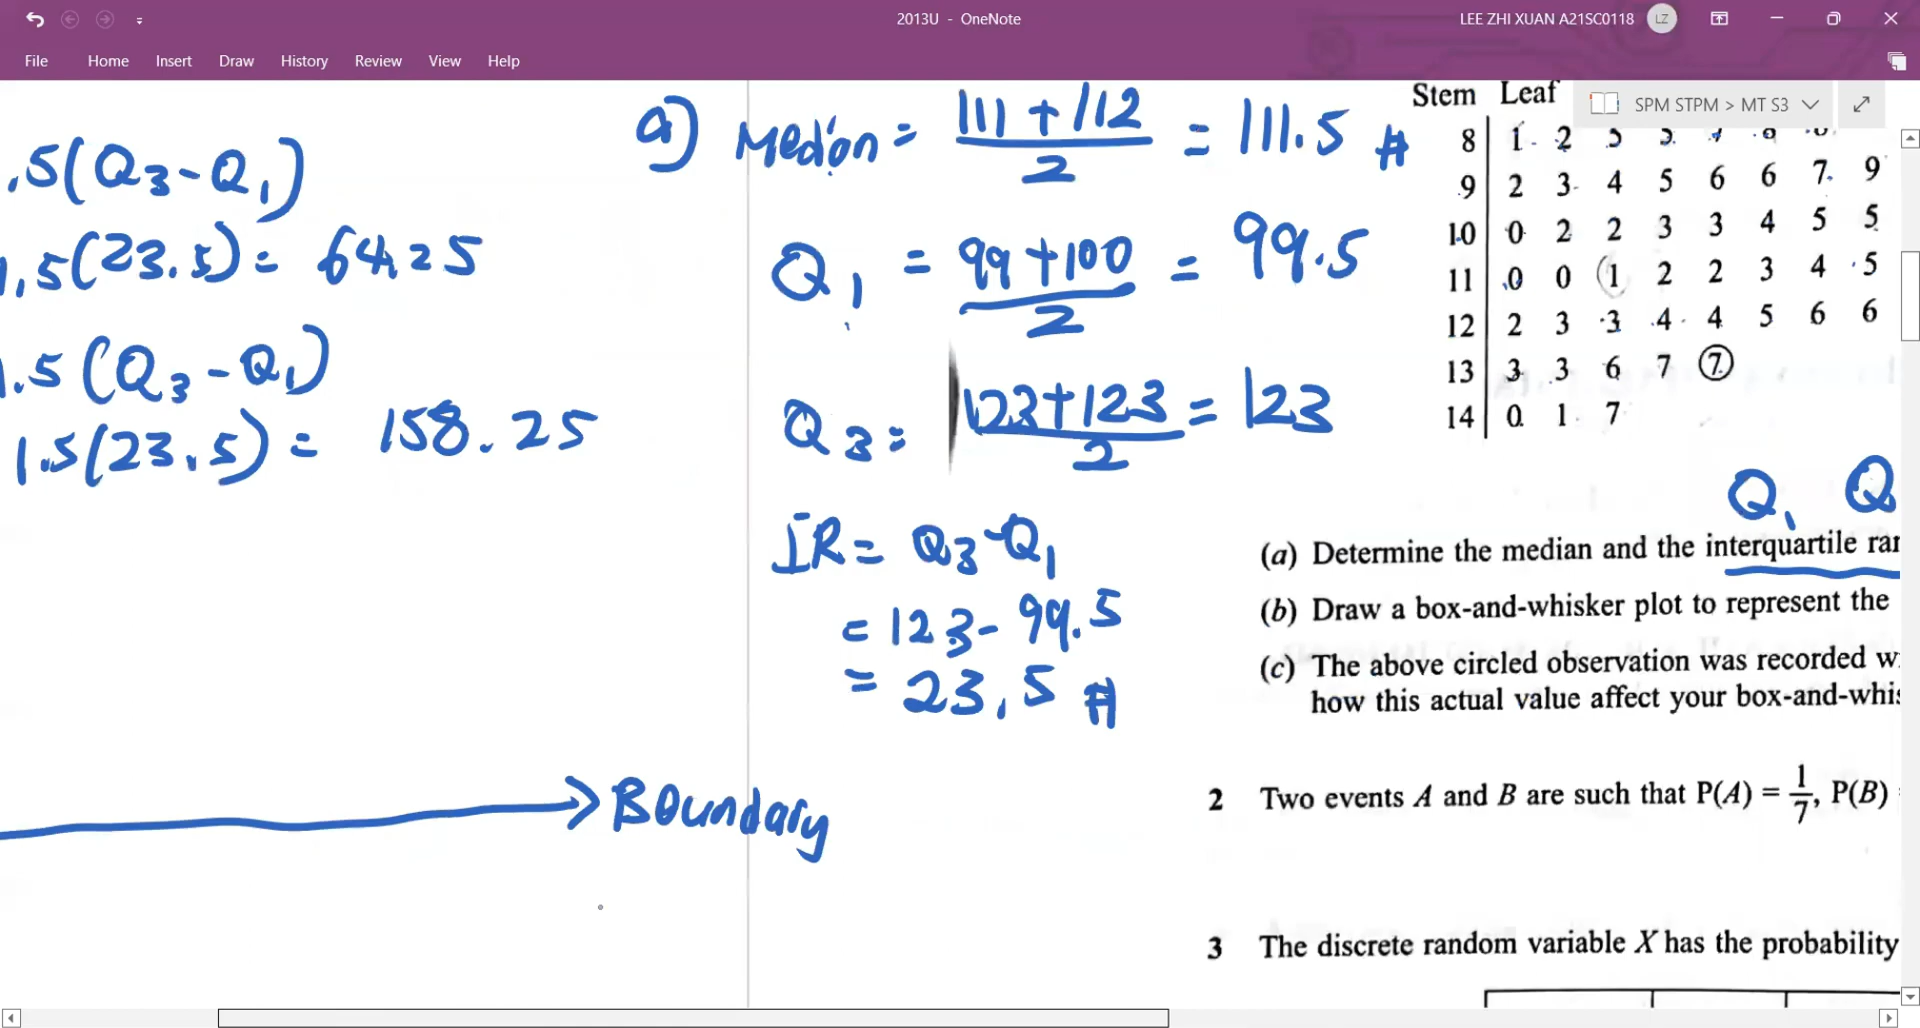 2013U - OneNote
LEE ZHI XUAN A21SC0118
LZ
File Home Insert Draw History Review View Help
SPM STPM > MT S3
.5(Q3-Q1)
1.5(23.5) = 64.25
1.5(Q3-Q1)
1.5(23.5) = 158.25
Boundary
a) Median = 111+112/2 = 111.5 #
Q1 = 99+100/2 = 99.5
Q3 = 123+123/2 = 123
IR = Q3-Q1
= 123-99.5
= 23.5 #
Stem Leaf
8 1 2
9 2 3 4 5 6 6 7 9
10 0 2 2 3 3 4 5 5
11 0 0 1 2 2 3 4 5
12 2 3 3 4 4 5 6 6
13 3 3 6 7 7
14 0 1 7
Q1 Q
(a) Determine the median and the interquartile ran
(b) Draw a box-and-whisker plot to represent the
(c) The above circled observation was recorded w
how this actual value affect your box-and-whis
2 Two events A and B are such that P(A) = 1/7, P(B)
3 The discrete random variable X has the probability